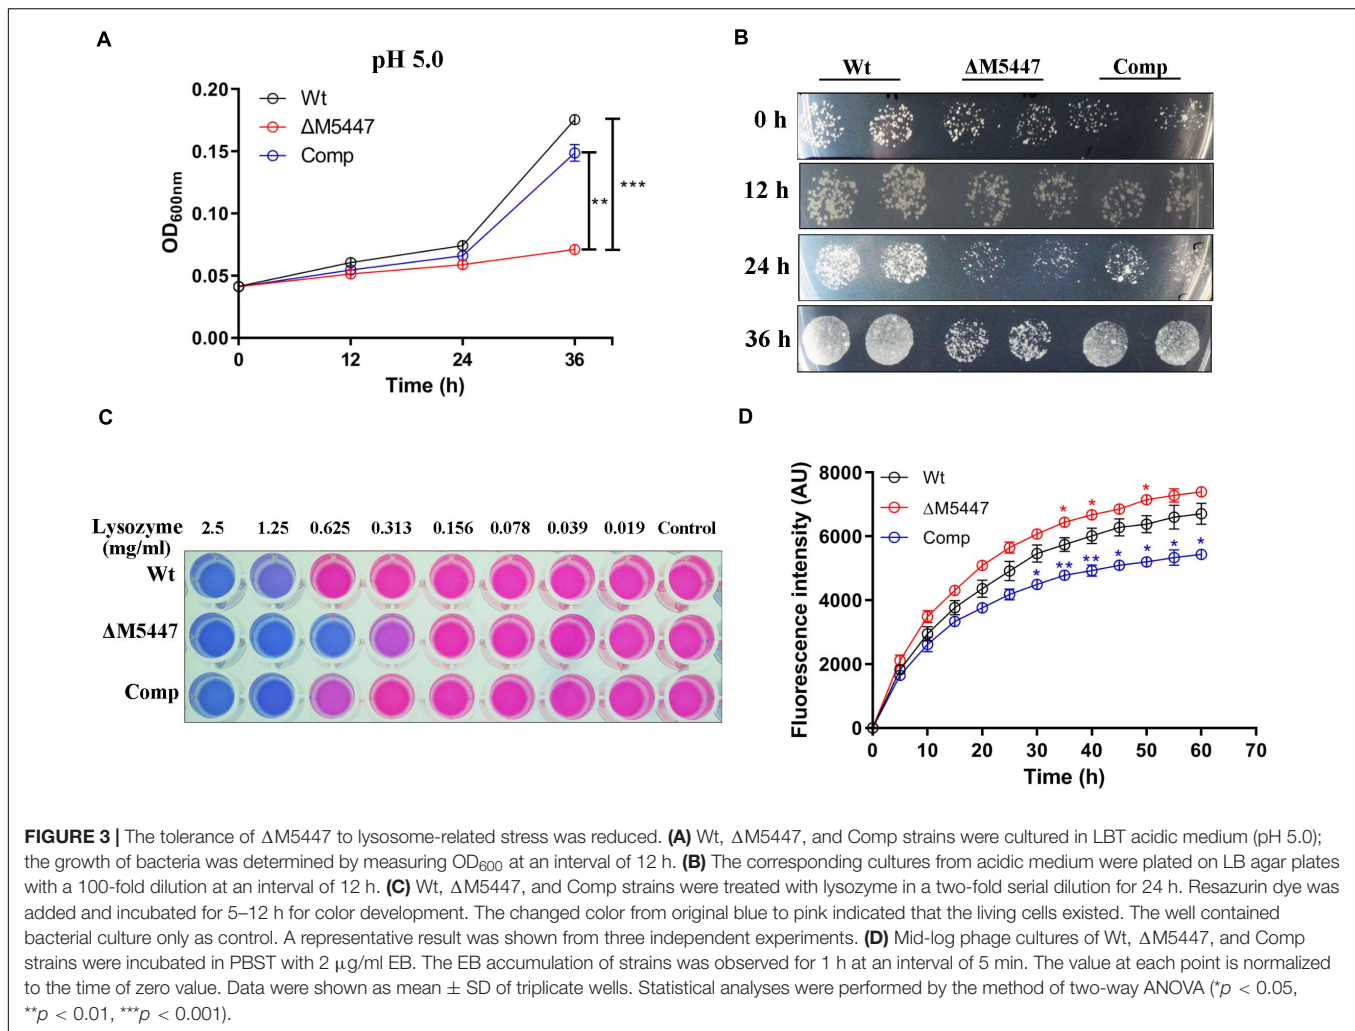 A
pH 5.0
0.20
0.15
0.10
0.05
0.00
OD600nm
Wt
ΔM5447
Comp
**
***
0 12 24 36
Time (h)
B
Wt ΔM5447 Comp
0 h
12 h
24 h
36 h
C
Lysozyme 2.5 1.25 0.625 0.313 0.156 0.078 0.039 0.019 Control
(mg/ml)
Wt
ΔM5447
Comp
D
8000
6000
4000
2000
0
Fluorescence intensity (AU)
Wt
ΔM5447
Comp
* * *
* ** ** * * * *
0 10 20 30 40 50 60 70
Time (h)
FIGURE 3 | The tolerance of ΔM5447 to lysosome-related stress was reduced. (A) Wt, ΔM5447, and Comp strains were cultured in LBT acidic medium (pH 5.0);
the growth of bacteria was determined by measuring OD600 at an interval of 12 h. (B) The corresponding cultures from acidic medium were plated on LB agar plates
with a 100-fold dilution at an interval of 12 h. (C) Wt, ΔM5447, and Comp strains were treated with lysozyme in a two-fold serial dilution for 24 h. Resazurin dye was
added and incubated for 5–12 h for color development. The changed color from original blue to pink indicated that the living cells existed. The well contained
bacterial culture only as control. A representative result was shown from three independent experiments. (D) Mid-log phage cultures of Wt, ΔM5447, and Comp
strains were incubated in PBST with 2 μg/ml EB. The EB accumulation of strains was observed for 1 h at an interval of 5 min. The value at each point is normalized
to the time of zero value. Data were shown as mean ± SD of triplicate wells. Statistical analyses were performed by the method of two-way ANOVA (*p < 0.05,
**p < 0.01, ***p < 0.001).